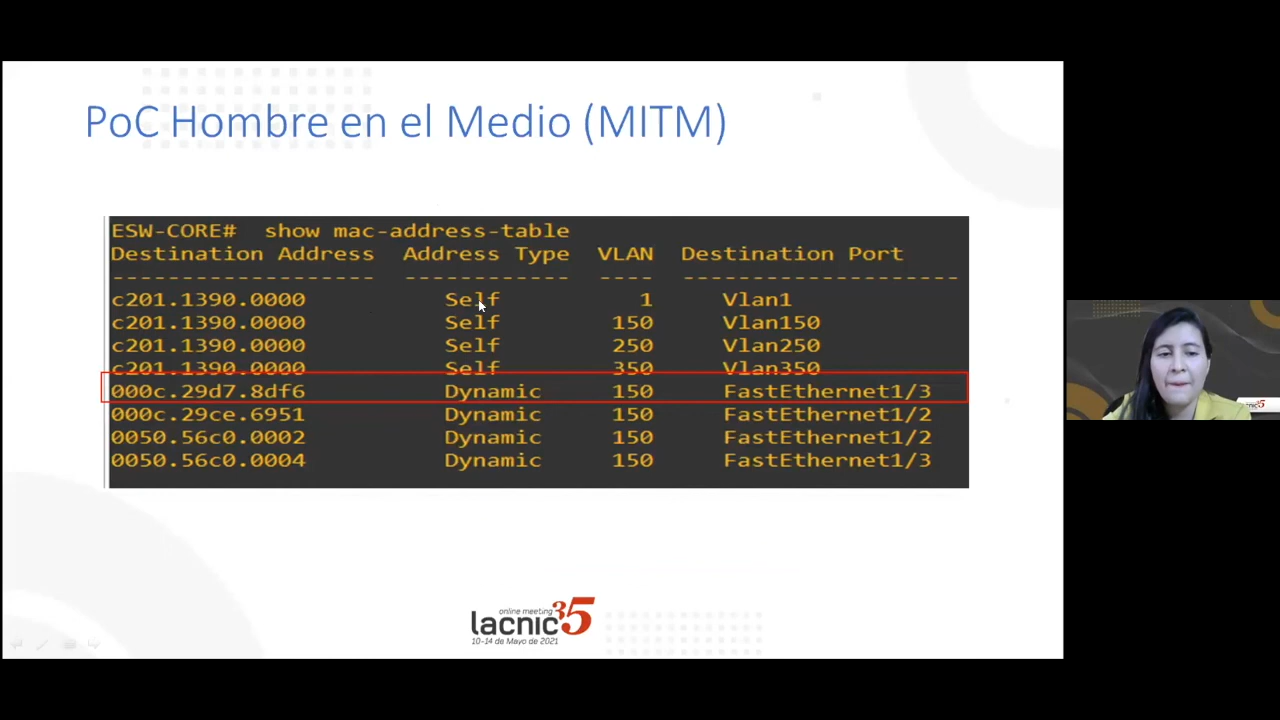 PoC Hombre en el Medio (MITM)
ESW-CORE# show mac-address-table
Destination Address Address Type VLAN Destination Port
------------------- ------------ ---- --------------------
c201.1390.0000 Self 1 Vlan1
c201.1390.0000 Self 150 Vlan150
c201.1390.0000 Self 250 Vlan250
c201.1390.0000 Self 350 Vlan350
000c.29d7.8df6 Dynamic 150 FastEthernet1/3
000c.29ce.6951 Dynamic 150 FastEthernet1/2
0050.56c0.0002 Dynamic 150 FastEthernet1/2
0050.56c0.0004 Dynamic 150 FastEthernet1/3
online meeting
lacnic35
10-14 de Mayo de 2021